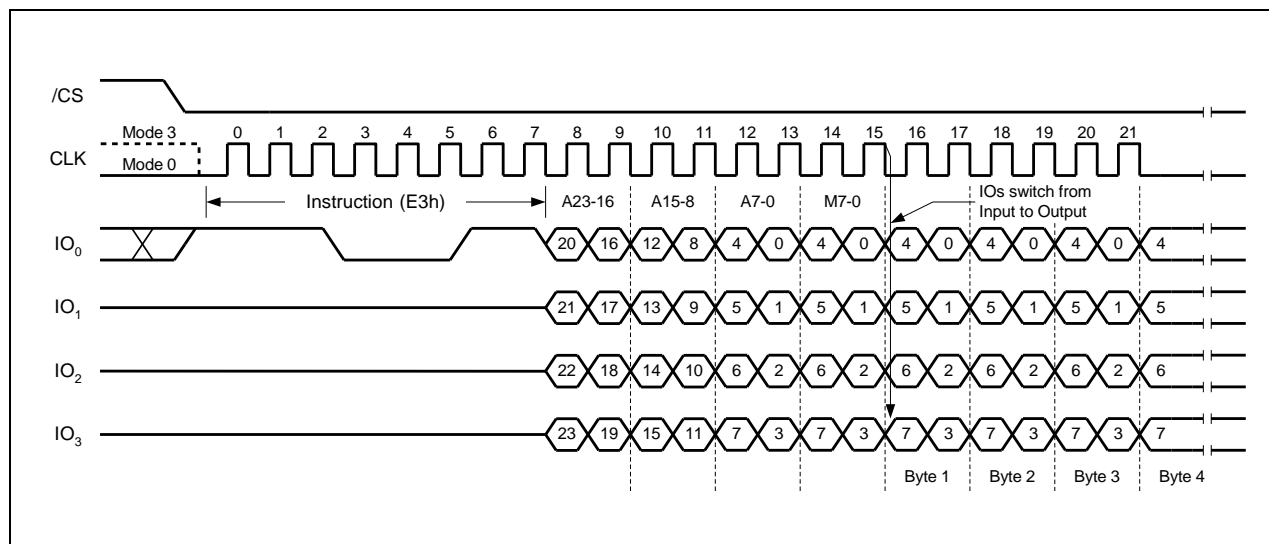 /CS
Mode 3
0 1 2 3 4 5 6 7 8 9 10 11 12 13 14 15 16 17 18 19 20 21
CLK
Mode 0
Instruction (E3h)
A23-16 A15-8 A7-0 M7-0
IOs switch from
Input to Output
IO0 20 16 12 8 4 0 4 0 4 0 4 0 4 0 4
IO1 21 17 13 9 5 1 5 1 5 1 5 1 5 1 5
IO2 22 18 14 10 6 2 6 2 6 2 6 2 6 2 6
IO3 23 19 15 11 7 3 7 3 7 3 7 3 7 3 7
Byte 1 Byte 2 Byte 3 Byte 4